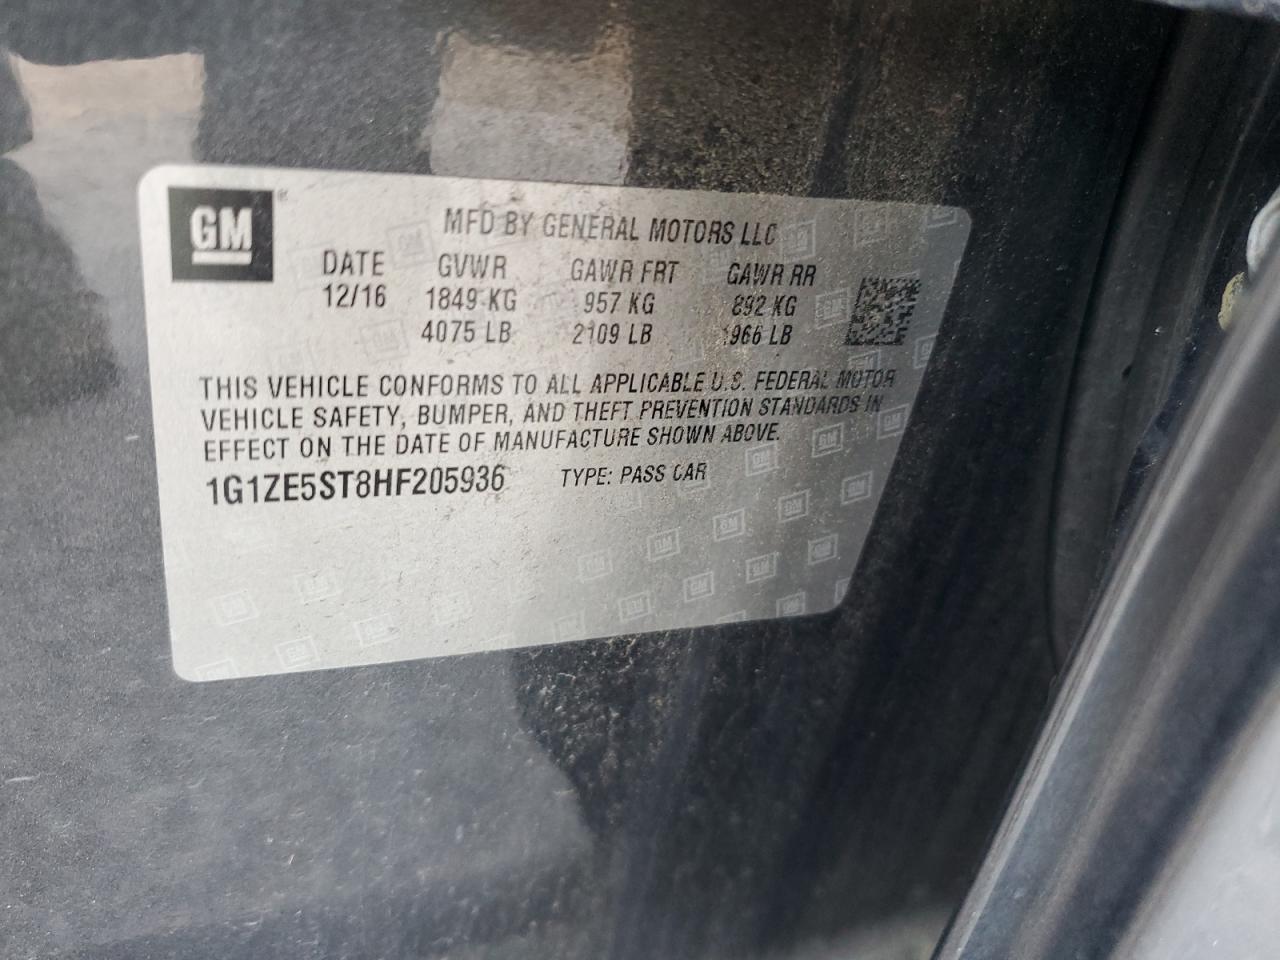 GM
MFD BY GENERAL MOTORS LLC
DATE GVWR GAWR FRT GAWR RR
12/16 1849 KG 957 KG 892 KG
4075 LB 2109 LB 1966 LB
THIS VEHICLE CONFORMS TO ALL APPLICABLE U.S. FEDERAL MOTOR
VEHICLE SAFETY, BUMPER, AND THEFT PREVENTION STANDARDS IN
EFFECT ON THE DATE OF MANUFACTURE SHOWN ABOVE.
1G1ZE5ST8HF205936 TYPE: PASS CAR